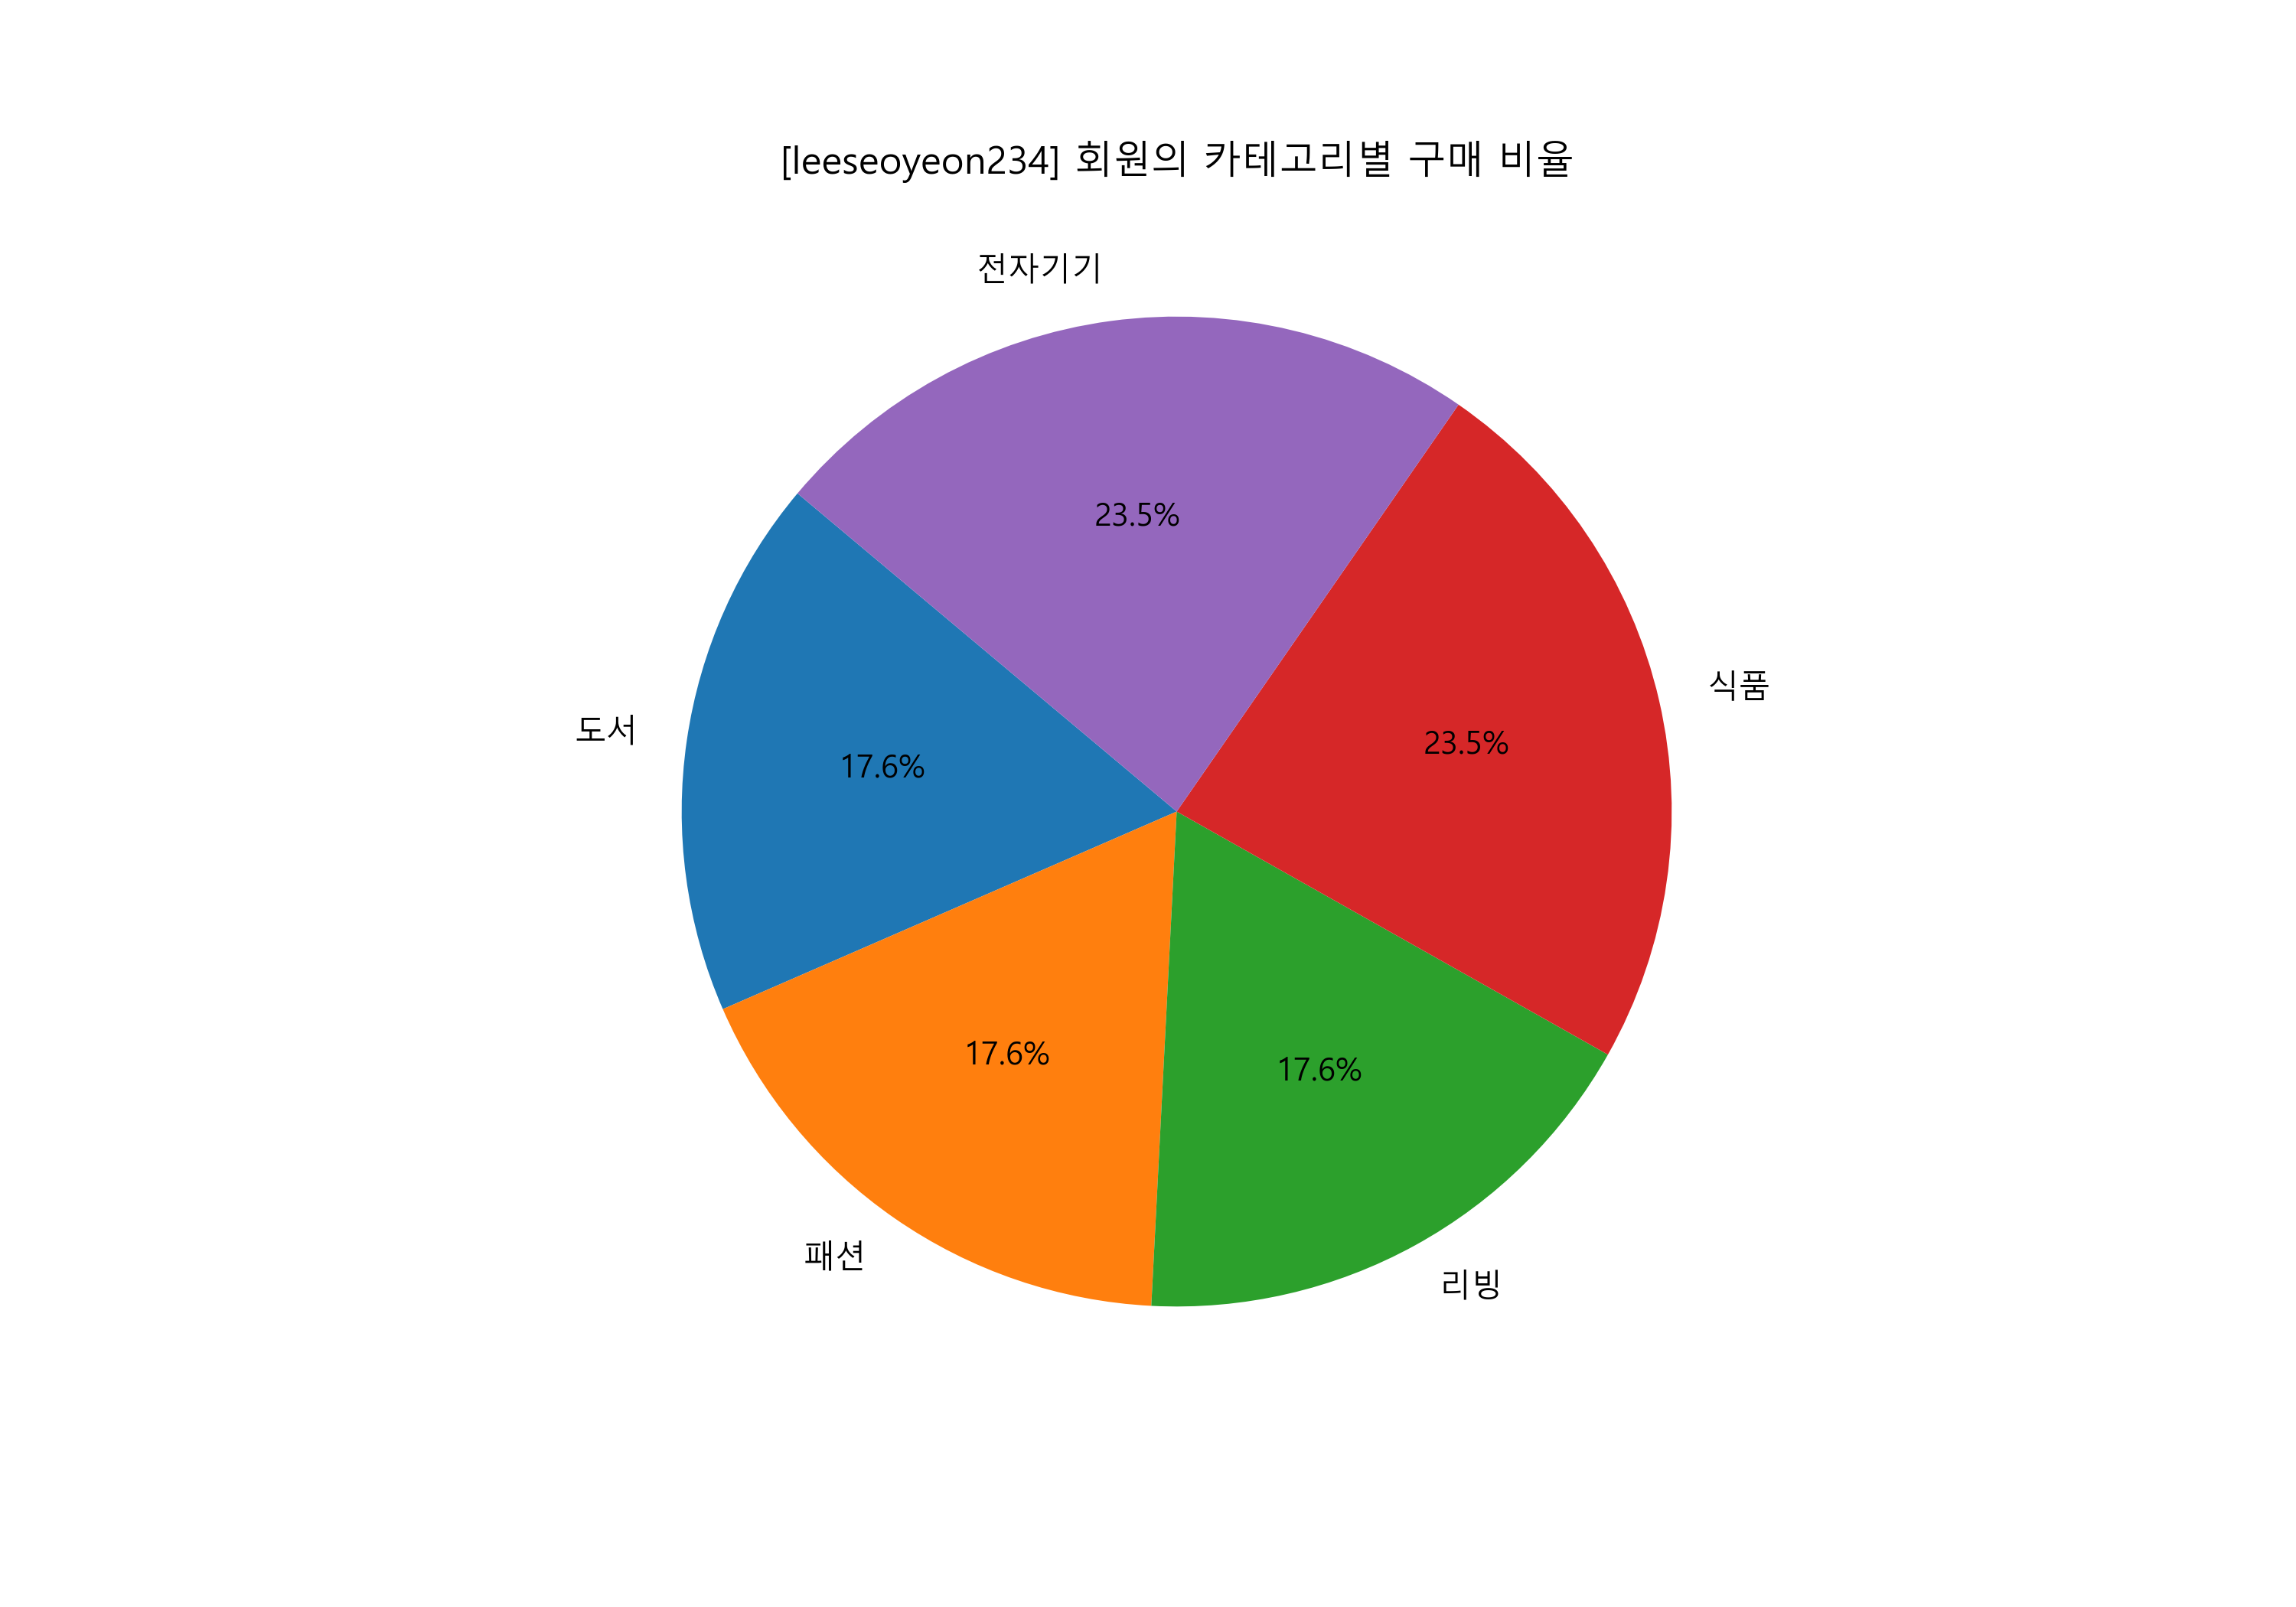 [leeseoyeon234] 회원의 카테고리별 구매 비율
전자기기
23.5%
식품
23.5%
도서
17.6%
17.6%
17.6%
패션
리빙